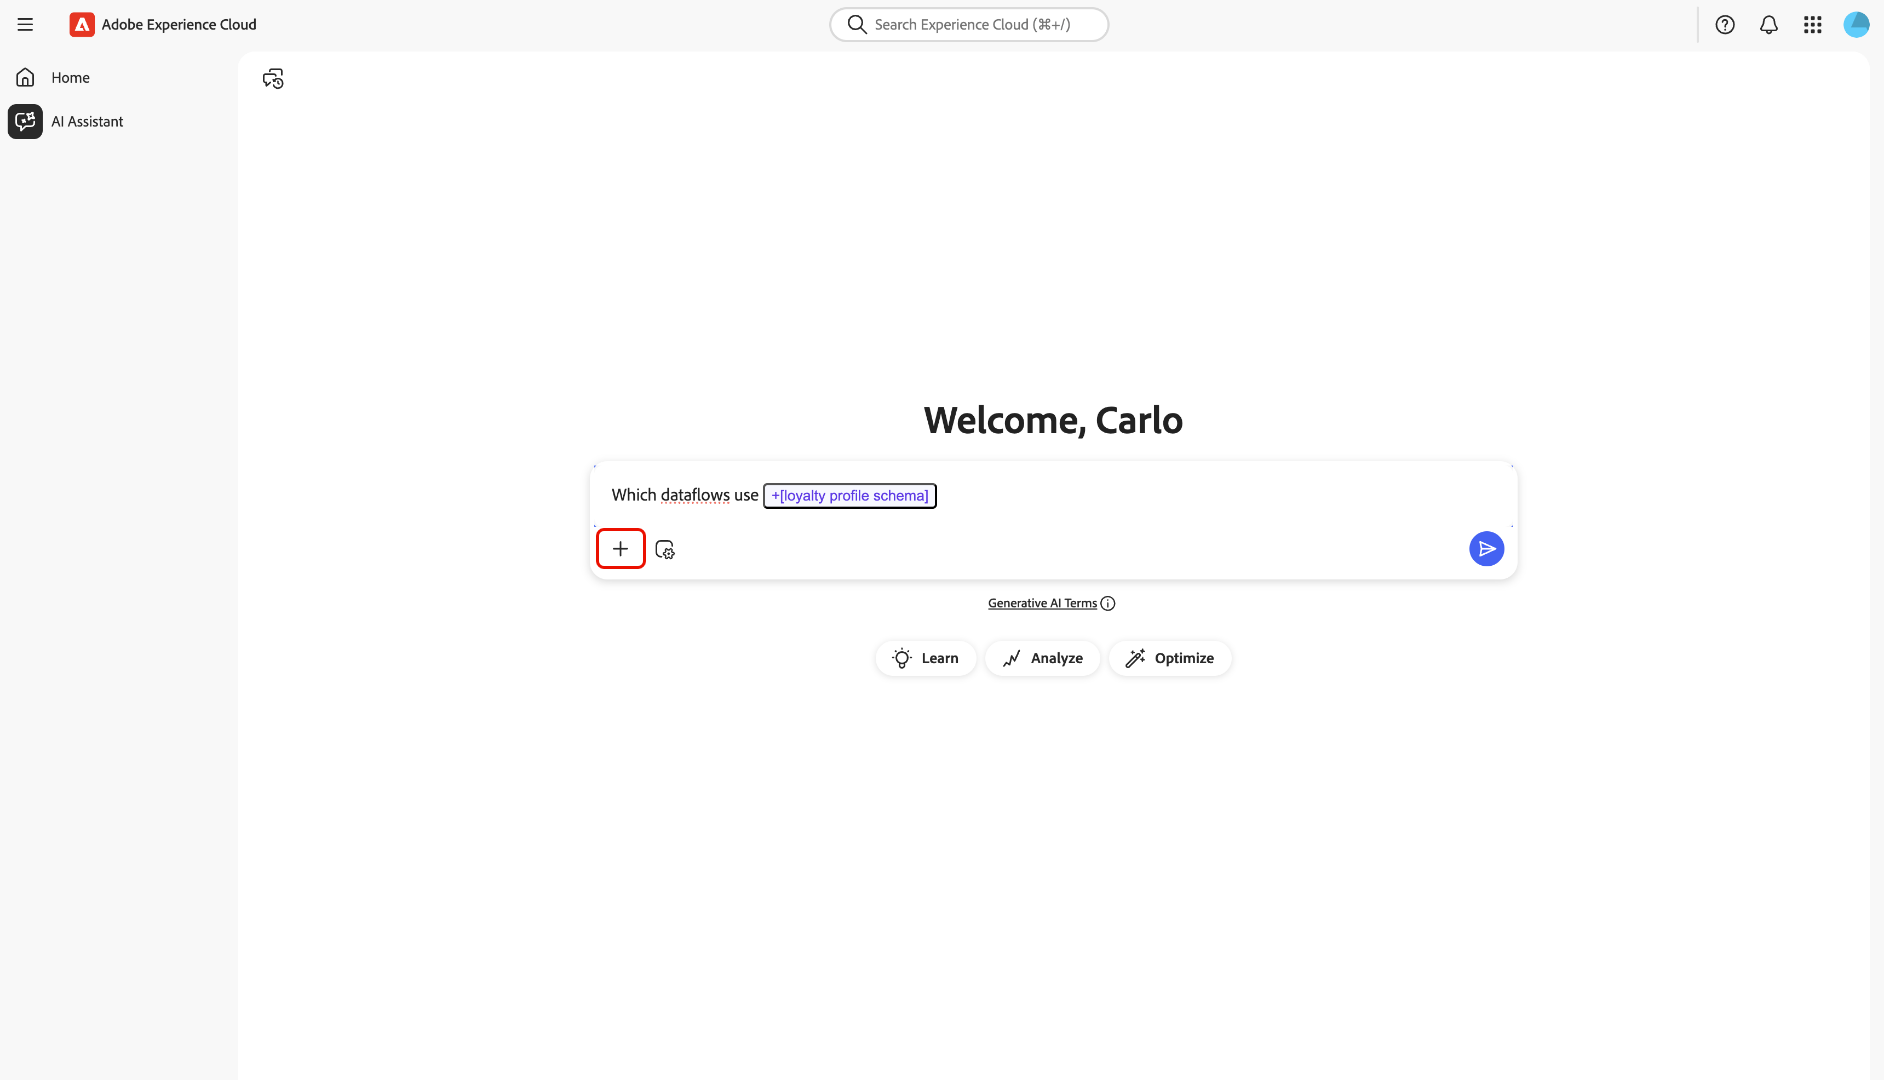 Adobe Experience Cloud
Search Experience Cloud (⌘+/)
Home
AI Assistant
Welcome, Carlo
Which dataflows use +[loyalty profile schema]
Generative AI Terms
Learn
Analyze
Optimize